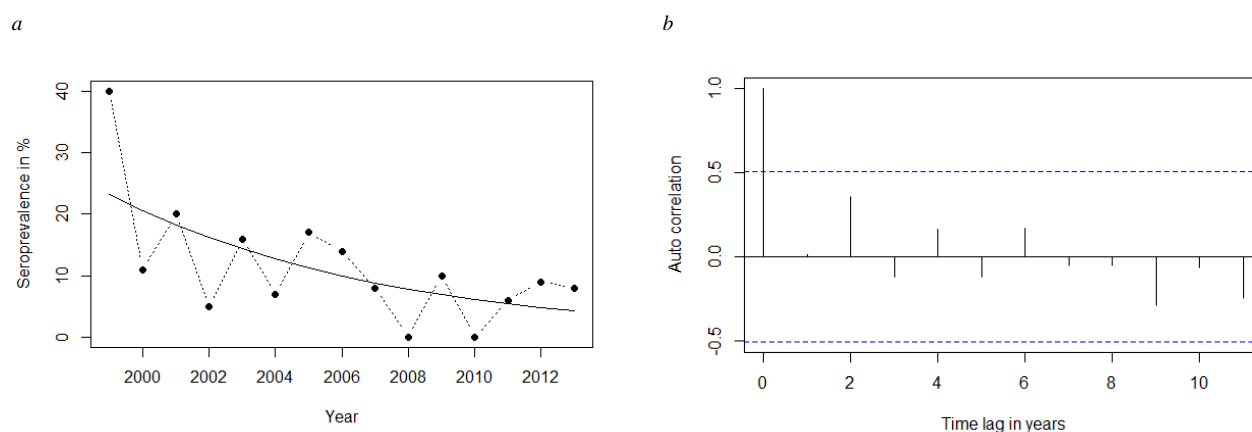 a
b
40
30
20
10
0
Seroprevalence in %
2000 2002 2004 2006 2008 2010 2012
Year
1.0
0.5
0.0
-0.5
Auto correlation
0 2 4 6 8 10
Time lag in years